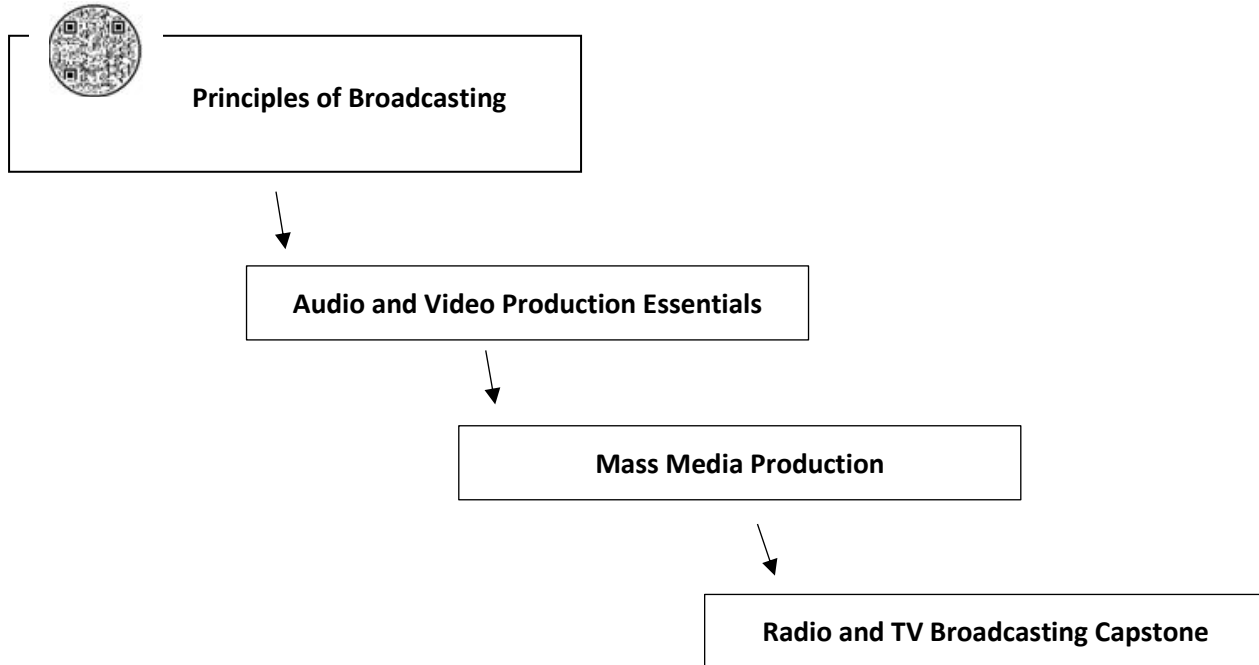 Principles of Broadcasting
Audio and Video Production Essentials
Mass Media Production
Radio and TV Broadcasting Capstone